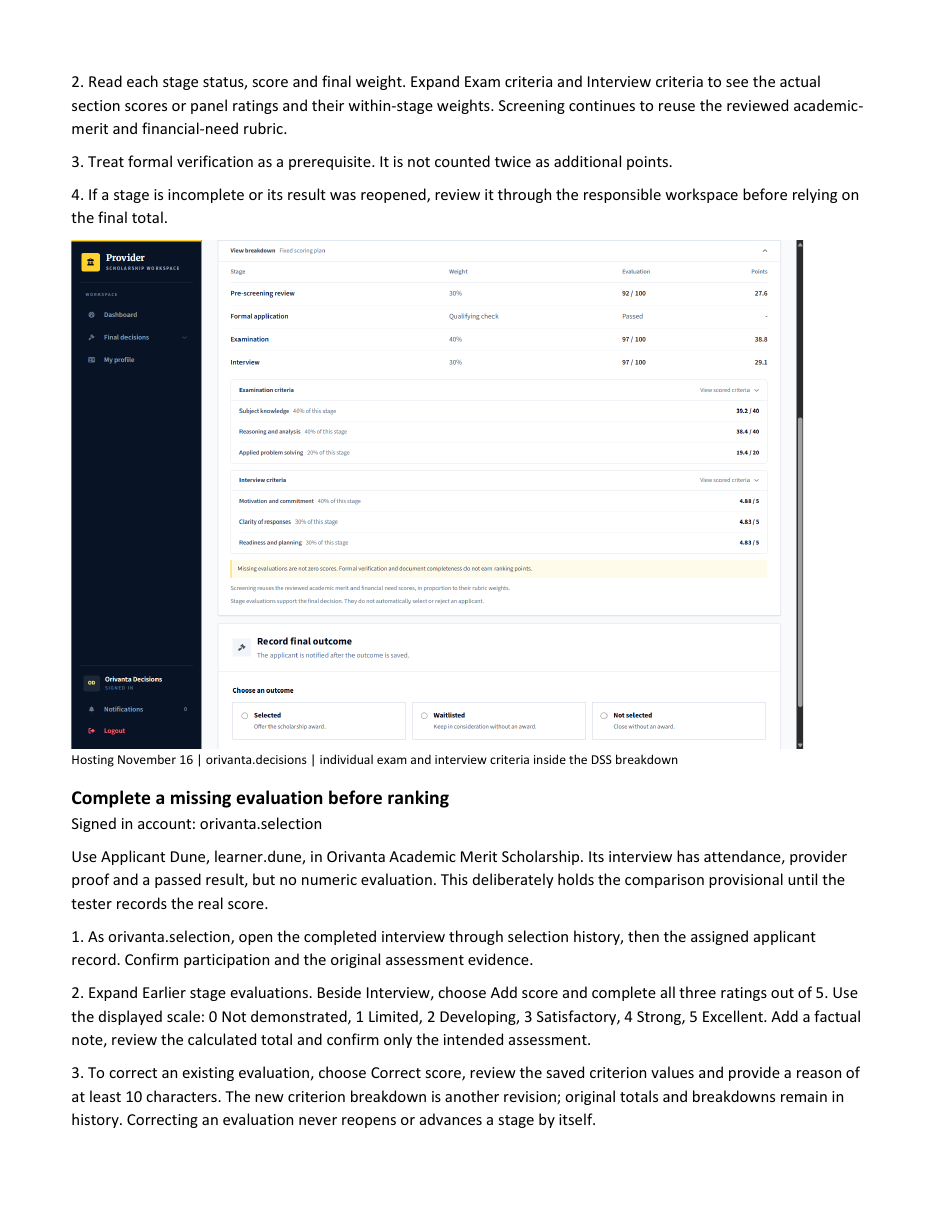 2. Read each stage status, score and final weight. Expand Exam criteria and Interview criteria to see the actual
section scores or panel ratings and their within-stage weights. Screening continues to reuse the reviewed academic-
merit and financial-need rubric.
3. Treat formal verification as a prerequisite. It is not counted twice as additional points.
4. If a stage is incomplete or its result was reopened, review it through the responsible workspace before relying on
the final total.
Provider
SCHOLARSHIP WORKSPACE
WORKSPACE
Dashboard
Final decisions
My profile
OD
Orivanta Decisions
SIGNED IN
Notifications 0
Logout
View breakdown Fixed scoring plan
Stage Weight Evaluation Points
Pre-screening review 30% 92 / 100 27.6
Formal application Qualifying check Passed -
Examination 40% 97 / 100 38.8
Interview 30% 97 / 100 29.1
Examination criteria View scored criteria
Subject knowledge 40% of this stage 39.2 / 40
Reasoning and analysis 40% of this stage 38.4 / 40
Applied problem solving 20% of this stage 19.4 / 20
Interview criteria View scored criteria
Motivation and commitment 40% of this stage 4.88 / 5
Clarity of responses 30% of this stage 4.83 / 5
Readiness and planning 30% of this stage 4.83 / 5
Missing evaluations are not zero scores. Formal verification and document completeness do not earn ranking points.
Screening reuses the reviewed academic merit and financial need scores, in proportion to their rubric weights.
Stage evaluations support the final decision. They do not automatically select or reject an applicant.
Record final outcome
The applicant is notified after the outcome is saved.
Choose an outcome
Selected
Offer the scholarship award.
Waitlisted
Keep in consideration without an award.
Not selected
Close without an award.
Hosting November 16 | orivanta.decisions | individual exam and interview criteria inside the DSS breakdown
Complete a missing evaluation before ranking
Signed in account: orivanta.selection
Use Applicant Dune, learner.dune, in Orivanta Academic Merit Scholarship. Its interview has attendance, provider
proof and a passed result, but no numeric evaluation. This deliberately holds the comparison provisional until the
tester records the real score.
1. As orivanta.selection, open the completed interview through selection history, then the assigned applicant
record. Confirm participation and the original assessment evidence.
2. Expand Earlier stage evaluations. Beside Interview, choose Add score and complete all three ratings out of 5. Use
the displayed scale: 0 Not demonstrated, 1 Limited, 2 Developing, 3 Satisfactory, 4 Strong, 5 Excellent. Add a factual
note, review the calculated total and confirm only the intended assessment.
3. To correct an existing evaluation, choose Correct score, review the saved criterion values and provide a reason of
at least 10 characters. The new criterion breakdown is another revision; original totals and breakdowns remain in
history. Correcting an evaluation never reopens or advances a stage by itself.